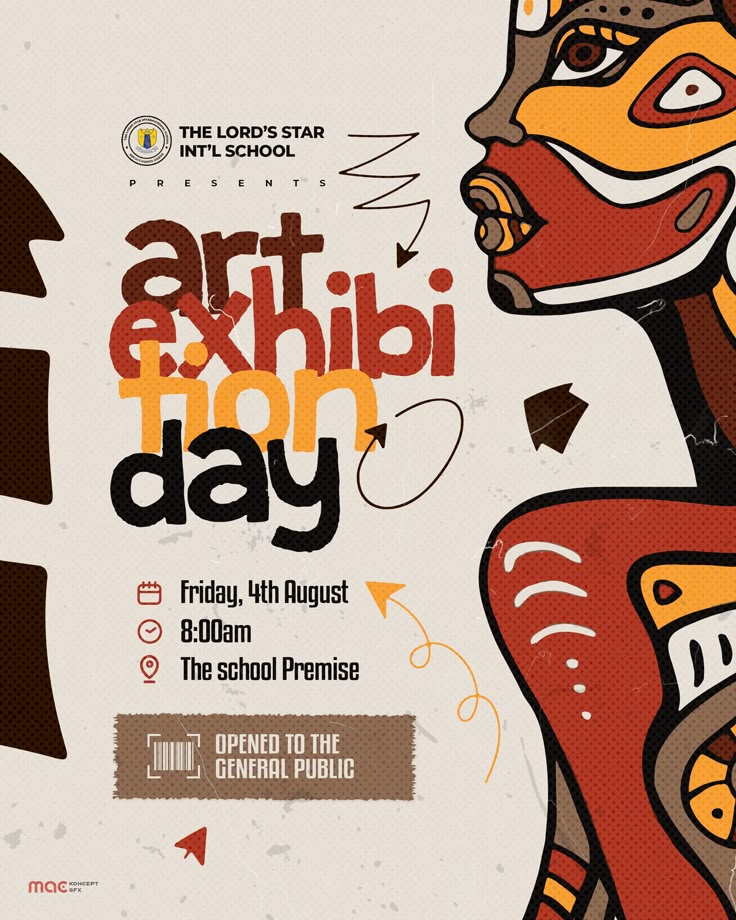 THE LORD'S STAR
INT'L SCHOOL
PRESENTS
art
exhibi
tion
day
Friday, 4th August
8:00am
The school Premise
OPENED TO THE
GENERAL PUBLIC
mac KONCEPT
GFX